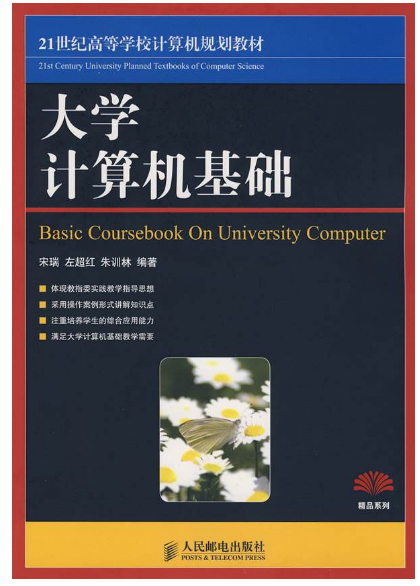 21世纪高等学校计算机规划教材
21st Century University Planned Textbooks of Computer Science
大学
计算机基础
Basic Coursebook On University Computer
宋瑞 左超红 朱训林 编著
■ 体现教指委实践教学指导思想
■ 采用操作案例形式讲解知识点
■ 注重培养学生的综合应用能力
■ 满足大学计算机基础教学需要
精品系列
人民邮电出版社
POSTS & TELECOM PRESS